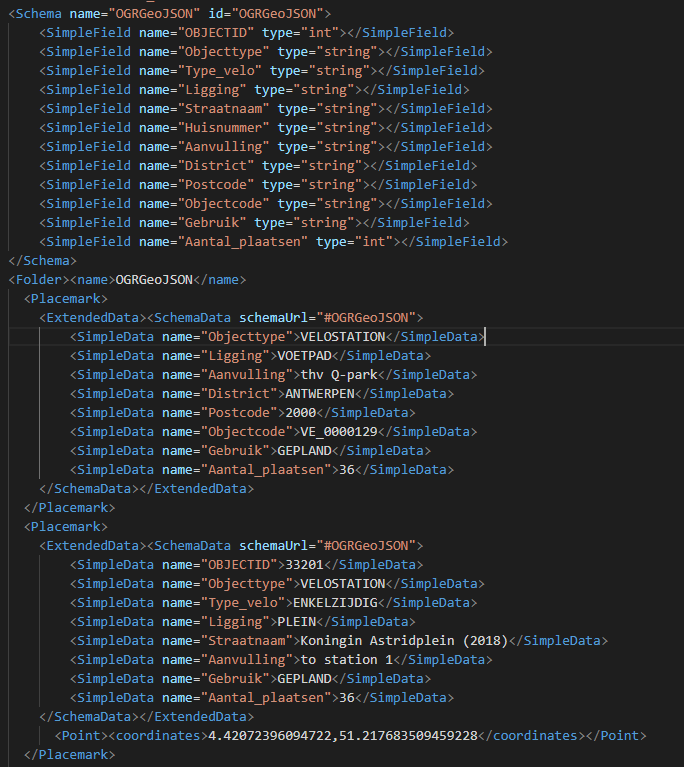 <Schema name="OGRGeoJSON" id="OGRGeoJSON">
<SimpleField name="OBJECTID" type="int"></SimpleField>
<SimpleField name="Objecttype" type="string"></SimpleField>
<SimpleField name="Type_velo" type="string"></SimpleField>
<SimpleField name="Ligging" type="string"></SimpleField>
<SimpleField name="Straatnaam" type="string"></SimpleField>
<SimpleField name="Huisnummer" type="string"></SimpleField>
<SimpleField name="Aanvulling" type="string"></SimpleField>
<SimpleField name="District" type="string"></SimpleField>
<SimpleField name="Postcode" type="string"></SimpleField>
<SimpleField name="Objectcode" type="string"></SimpleField>
<SimpleField name="Gebruik" type="string"></SimpleField>
<SimpleField name="Aantal_plaatsen" type="int"></SimpleField>
</Schema>
<Folder><name>OGRGeoJSON</name>
<Placemark>
<ExtendedData><SchemaData schemaUrl="#OGRGeoJSON">
<SimpleData name="Objecttype">VELOSTATION</SimpleData>
<SimpleData name="Ligging">VOETPAD</SimpleData>
<SimpleData name="Aanvulling">thv Q-park</SimpleData>
<SimpleData name="District">ANTWERPEN</SimpleData>
<SimpleData name="Postcode">2000</SimpleData>
<SimpleData name="Objectcode">VE_0000129</SimpleData>
<SimpleData name="Gebruik">GEPLAND</SimpleData>
<SimpleData name="Aantal_plaatsen">36</SimpleData>
</SchemaData></ExtendedData>
</Placemark>
<Placemark>
<ExtendedData><SchemaData schemaUrl="#OGRGeoJSON">
<SimpleData name="OBJECTID">33201</SimpleData>
<SimpleData name="Objecttype">VELOSTATION</SimpleData>
<SimpleData name="Type_velo">ENKELZIJDIG</SimpleData>
<SimpleData name="Ligging">PLEIN</SimpleData>
<SimpleData name="Straatnaam">Koningin Astridplein (2018)</SimpleData>
<SimpleData name="Aanvulling">to station 1</SimpleData>
<SimpleData name="Gebruik">GEPLAND</SimpleData>
<SimpleData name="Aantal_plaatsen">36</SimpleData>
</SchemaData></ExtendedData>
<Point><coordinates>4.42072396094722,51.217683509459228</coordinates></Point>
</Placemark>